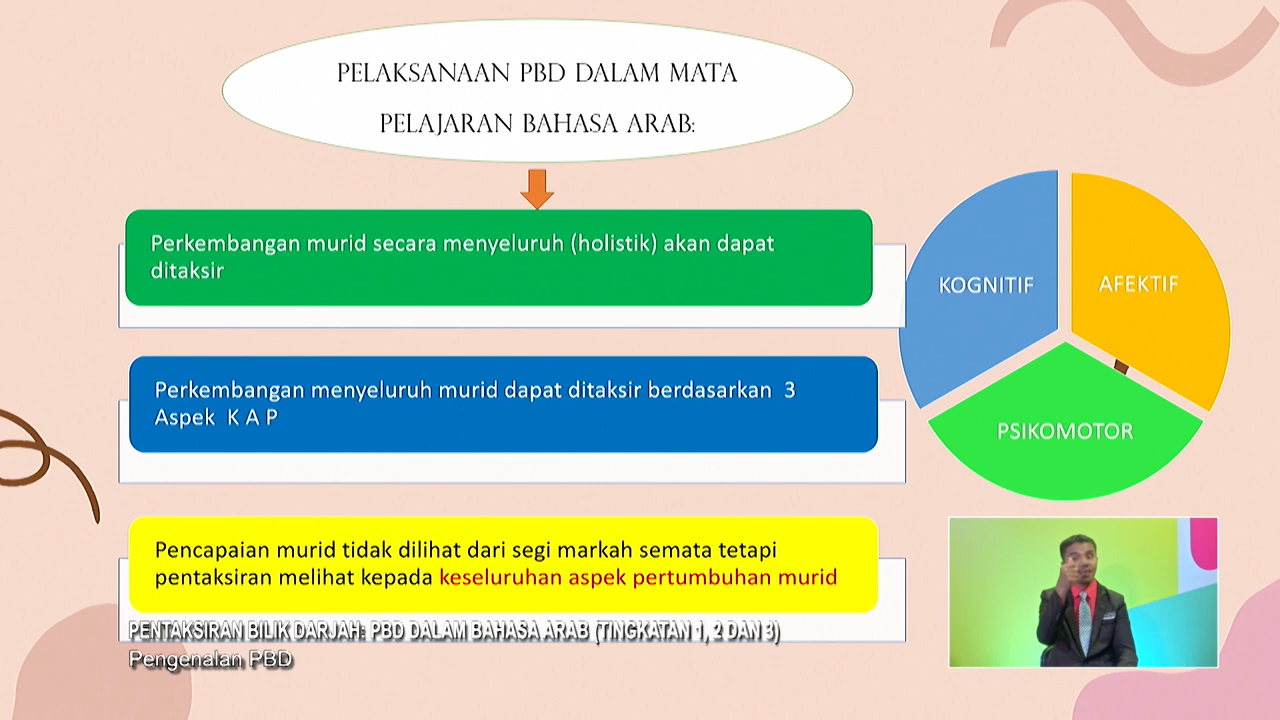 PELAKSANAAN PBD DALAM MATA
PELAJARAN BAHASA ARAB:
Perkembangan murid secara menyeluruh (holistik) akan dapat
ditaksir
Perkembangan menyeluruh murid dapat ditaksir berdasarkan 3
Aspek K A P
Pencapaian murid tidak dilihat dari segi markah semata tetapi
pentaksiran melihat kepada keseluruhan aspek pertumbuhan murid
KOGNITIF
AFEKTIF
PSIKOMOTOR
PENTAKSIRAN BILIK DARJAH: PBD DALAM BAHASA ARAB (TINGKATAN 1, 2 DAN 3)
Pengenalan PBD